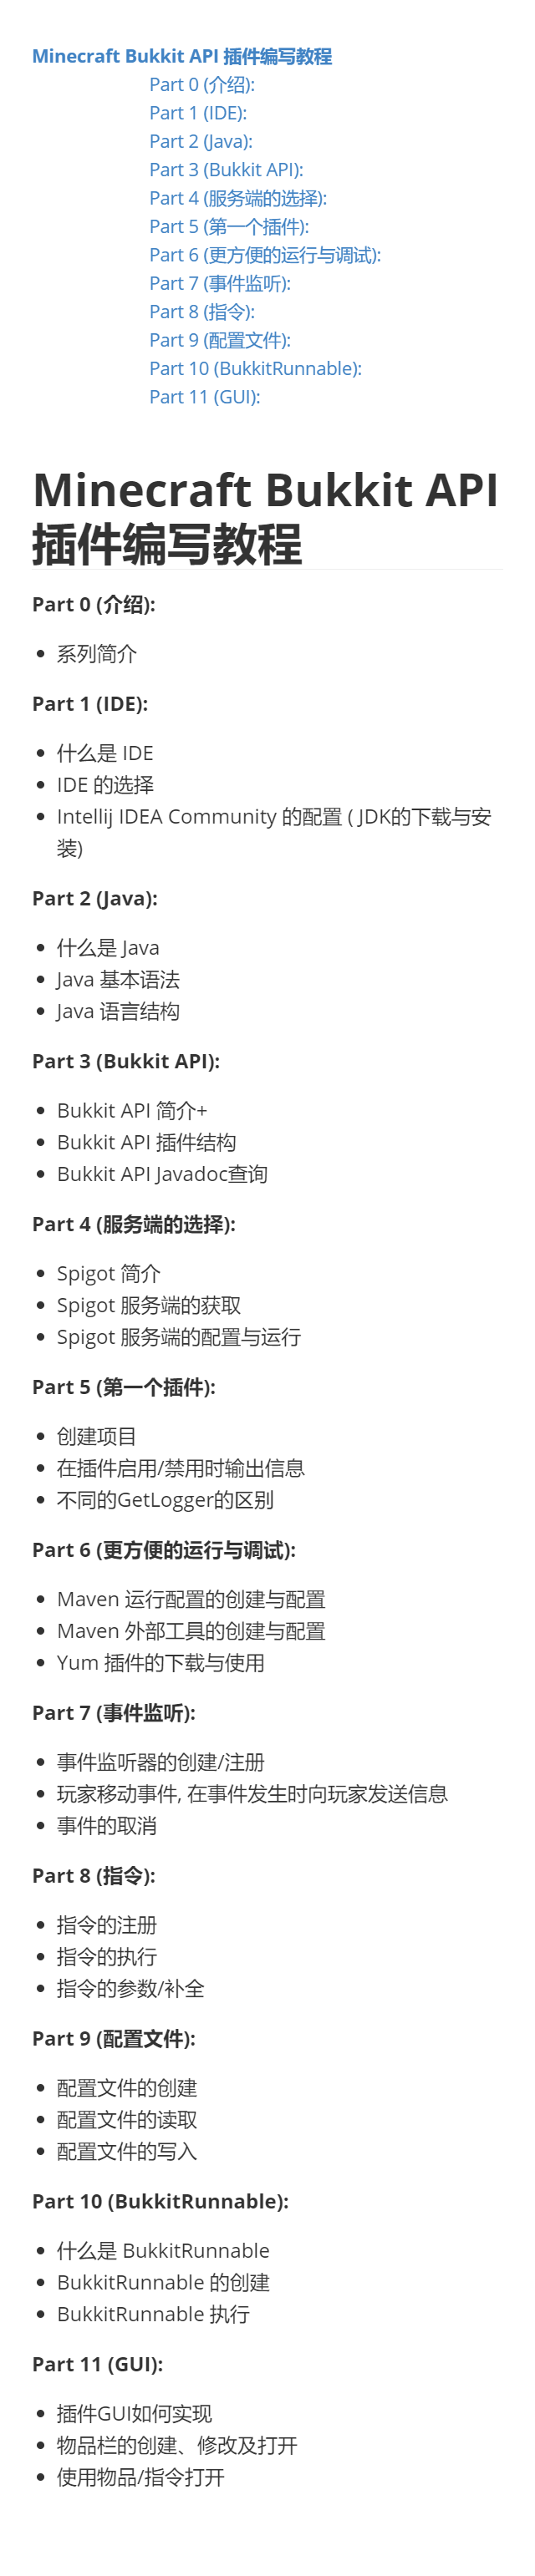 Minecraft Bukkit API 插件编写教程
Part 0 (介绍):
Part 1 (IDE):
Part 2 (Java):
Part 3 (Bukkit API):
Part 4 (服务端的选择):
Part 5 (第一个插件):
Part 6 (更方便的运行与调试):
Part 7 (事件监听):
Part 8 (指令):
Part 9 (配置文件):
Part 10 (BukkitRunnable):
Part 11 (GUI):
Minecraft Bukkit API
插件编写教程
Part 0 (介绍):
• 系列简介
Part 1 (IDE):
• 什么是 IDE
• IDE 的选择
• Intellij IDEA Community 的配置 ( JDK的下载与安
装)
Part 2 (Java):
• 什么是 Java
• Java 基本语法
• Java 语言结构
Part 3 (Bukkit API):
• Bukkit API 简介+
• Bukkit API 插件结构
• Bukkit API Javadoc查询
Part 4 (服务端的选择):
• Spigot 简介
• Spigot 服务端的获取
• Spigot 服务端的配置与运行
Part 5 (第一个插件):
• 创建项目
• 在插件启用/禁用时输出信息
• 不同的GetLogger的区别
Part 6 (更方便的运行与调试):
• Maven 运行配置的创建与配置
• Maven 外部工具的创建与配置
• Yum 插件的下载与使用
Part 7 (事件监听):
• 事件监听器的创建/注册
• 玩家移动事件, 在事件发生时向玩家发送信息
• 事件的取消
Part 8 (指令):
• 指令的注册
• 指令的执行
• 指令的参数/补全
Part 9 (配置文件):
• 配置文件的创建
• 配置文件的读取
• 配置文件的写入
Part 10 (BukkitRunnable):
• 什么是 BukkitRunnable
• BukkitRunnable 的创建
• BukkitRunnable 执行
Part 11 (GUI):
• 插件GUI如何实现
• 物品栏的创建、修改及打开
• 使用物品/指令打开